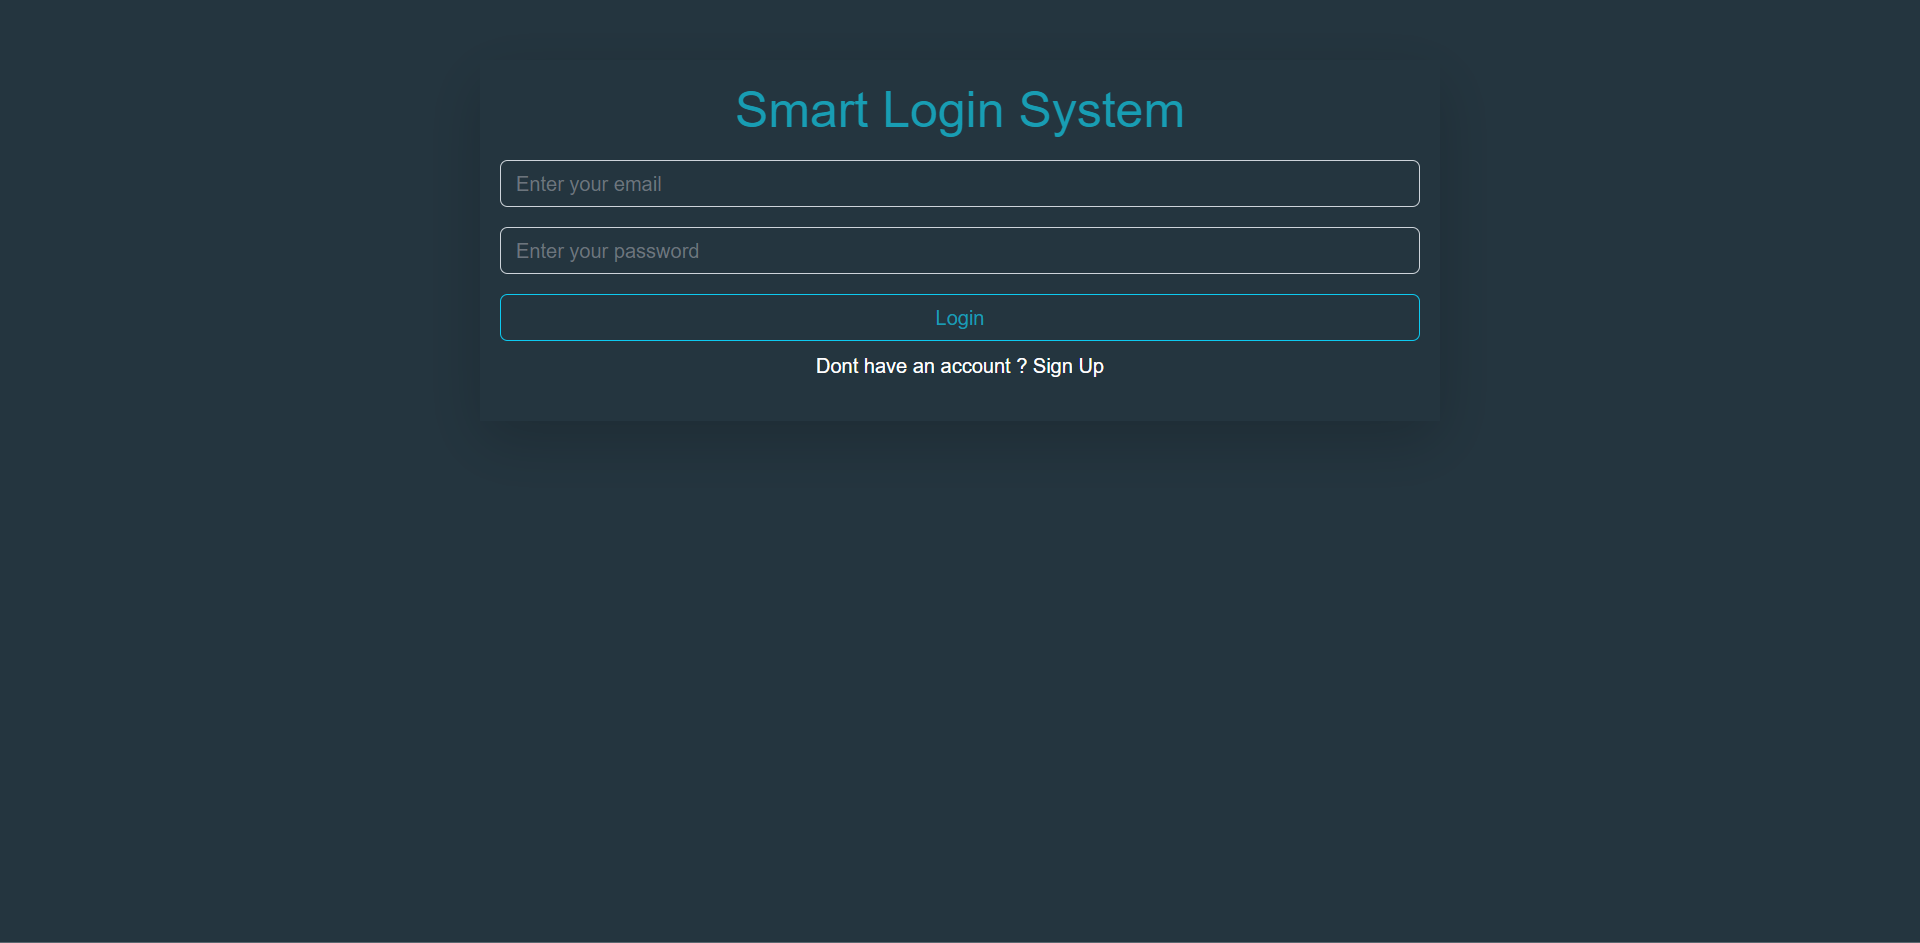 Smart Login System
Enter your email
Enter your password
Login
Dont have an account ? Sign Up